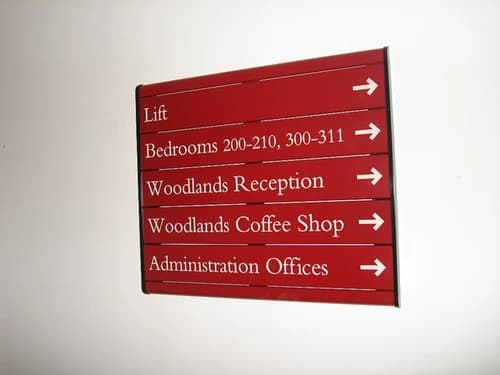 Lift →
Bedrooms 200-210, 300-311 →
Woodlands Reception →
Woodlands Coffee Shop →
Administration Offices →